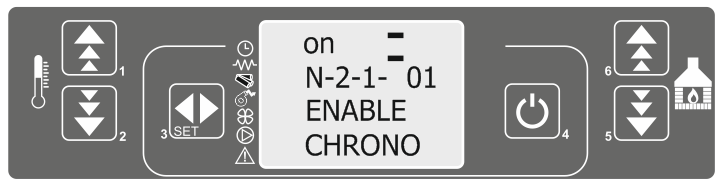 on
N-2-1- 01
ENABLE
CHRONO
1
2
3 SET
4
6
5